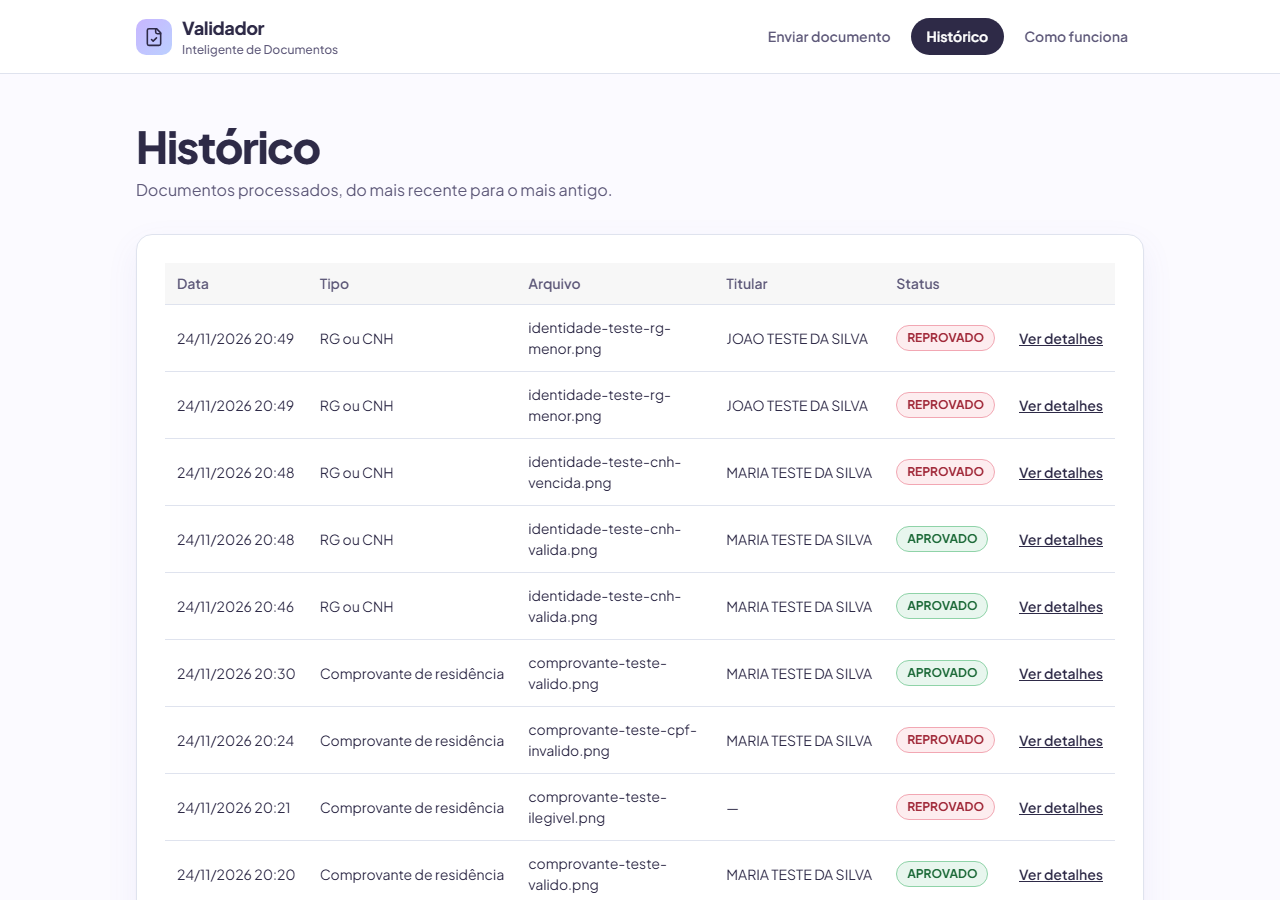 Validador
Inteligente de Documentos
Enviar documento
Histórico
Como funciona
Histórico
Documentos processados, do mais recente para o mais antigo.
Data Tipo Arquivo Titular Status
24/11/2026 20:49 RG ou CNH identidade-teste-rg-
menor.png JOAO TESTE DA SILVA REPROVADO Ver detalhes
24/11/2026 20:49 RG ou CNH identidade-teste-rg-
menor.png JOAO TESTE DA SILVA REPROVADO Ver detalhes
24/11/2026 20:48 RG ou CNH identidade-teste-cnh-
vencida.png MARIA TESTE DA SILVA REPROVADO Ver detalhes
24/11/2026 20:48 RG ou CNH identidade-teste-cnh-
valida.png MARIA TESTE DA SILVA APROVADO Ver detalhes
24/11/2026 20:46 RG ou CNH identidade-teste-cnh-
valida.png MARIA TESTE DA SILVA APROVADO Ver detalhes
24/11/2026 20:30 Comprovante de residência comprovante-teste-
valido.png MARIA TESTE DA SILVA APROVADO Ver detalhes
24/11/2026 20:24 Comprovante de residência comprovante-teste-cpf-
invalido.png MARIA TESTE DA SILVA REPROVADO Ver detalhes
24/11/2026 20:21 Comprovante de residência comprovante-teste-
ilegivel.png — REPROVADO Ver detalhes
24/11/2026 20:20 Comprovante de residência comprovante-teste-
valido.png MARIA TESTE DA SILVA APROVADO Ver detalhes